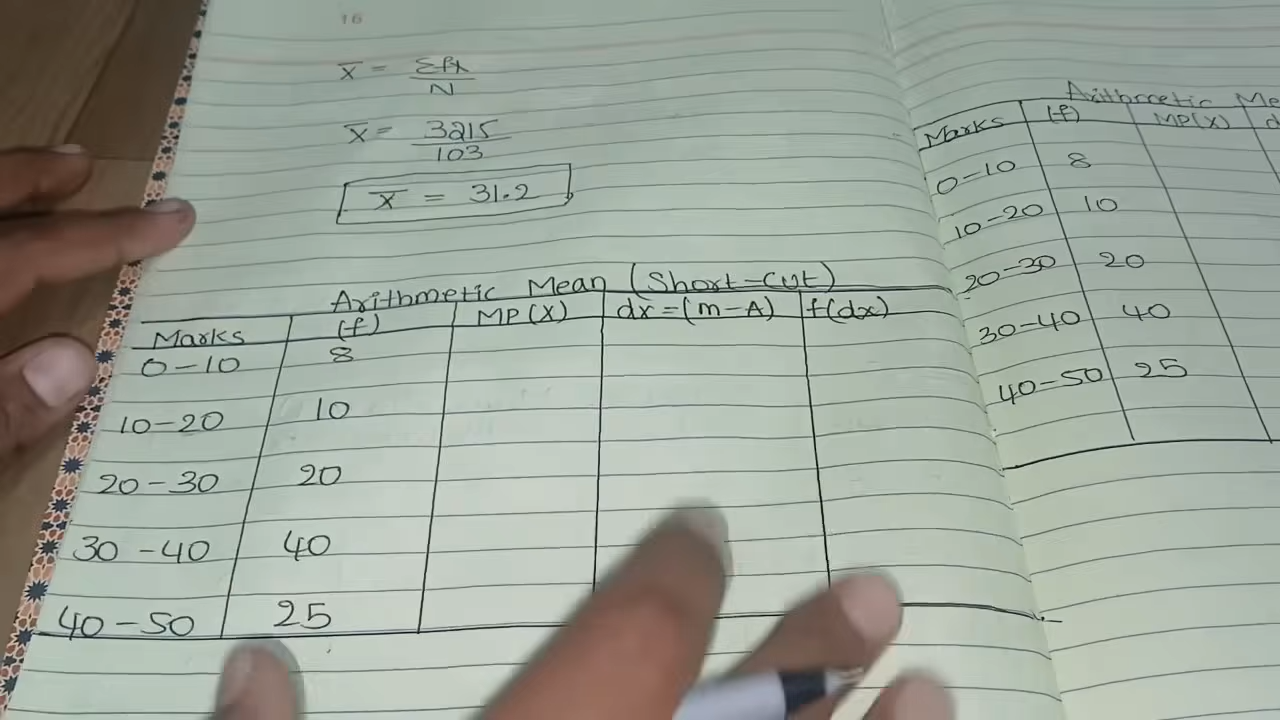 16
x̄ = Σfx
N
x̄ = 3215
103
x̄ = 31.2
Arithmetic Mean (Short-Cut)
Marks (f) MP(X) dx=(m-A) f(dx)
0-10 8
10-20 10
20-30 20
30-40 40
40-50 25
Arithmetic Me
Marks (f) MP(X) d
0-10 8
10-20 10
20-30 20
30-40 40
40-50 25